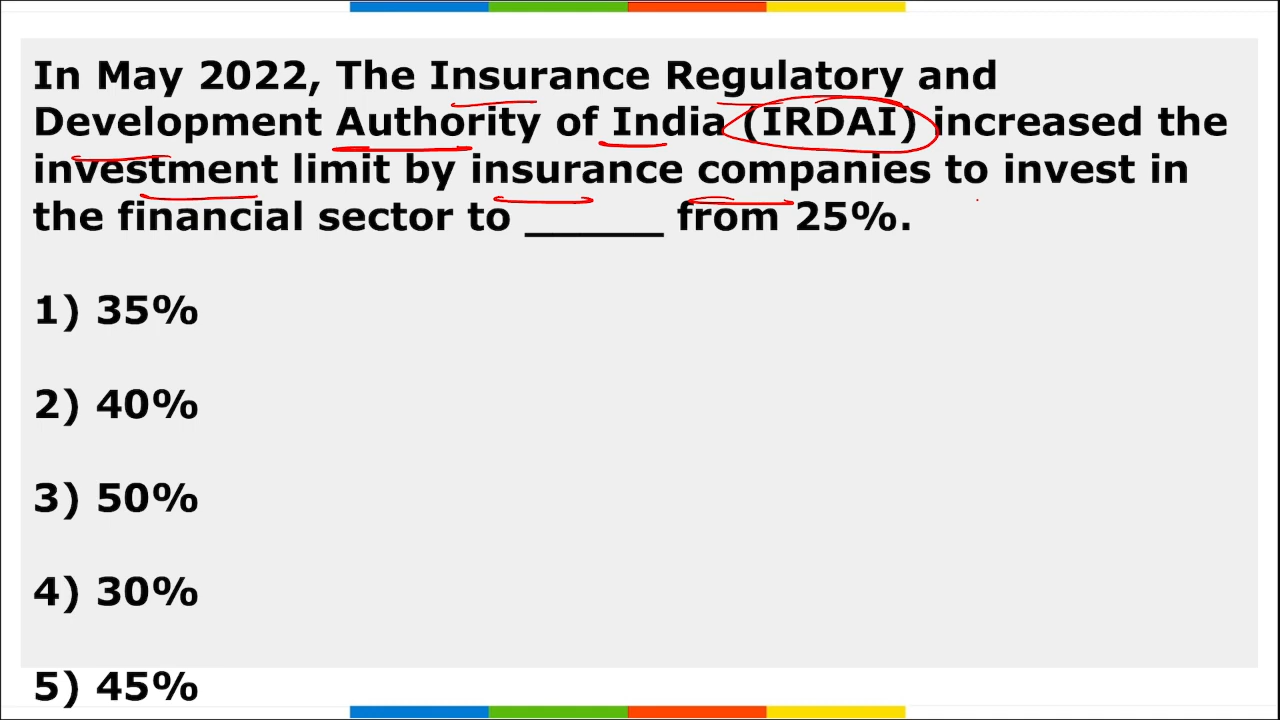 In May 2022, The Insurance Regulatory and
Development Authority of India (IRDAI) increased the
investment limit by insurance companies to invest in
the financial sector to ______ from 25%.
1) 35%
2) 40%
3) 50%
4) 30%
5) 45%